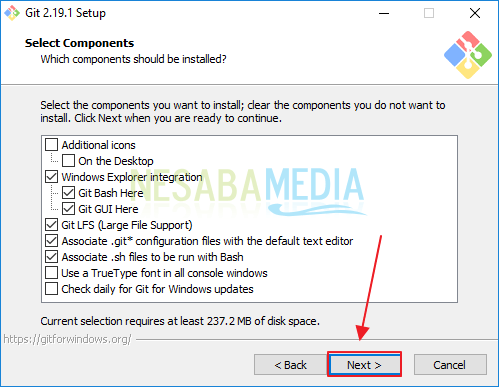 Git 2.19.1 Setup
Select Components
Which components should be installed?
Select the components you want to install; clear the components you do not want to
install. Click Next when you are ready to continue.
Additional icons
On the Desktop
Windows Explorer integration
NESABAMEDIA
Git Bash Here
Git GUI Here
Git LFS (Large File Support)
Associate .git* configuration files with the default text editor
Associate .sh files to be run with Bash
Use a TrueType font in all console windows
Check daily for Git for Windows updates
Current selection requires at least 237.2 MB of disk space.
https://gitforwindows.org/
< Back
Next >
Cancel